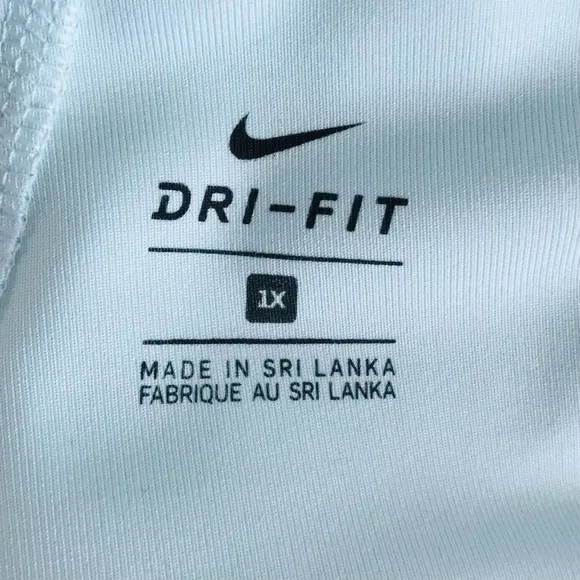 DRI-FIT
1X
MADE IN SRI LANKA
FABRIQUE AU SRI LANKA